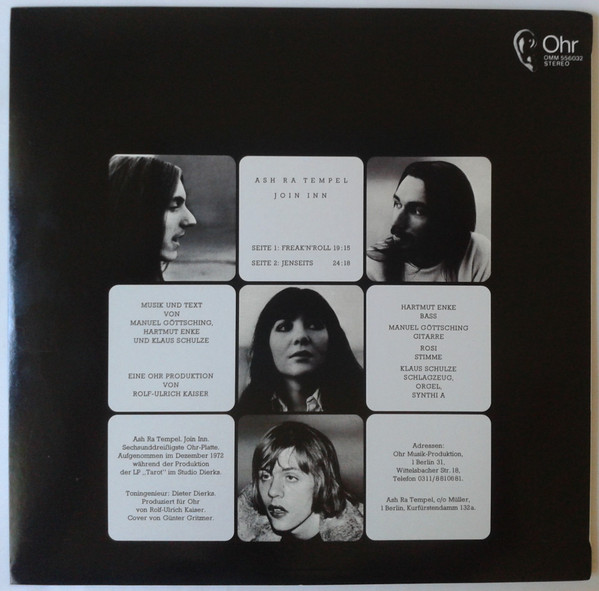 Ohr
OMM 556032
STEREO
ASH RA TEMPEL
JOIN INN
SEITE 1: FREAK'N'ROLL 19:15
SEITE 2: JENSEITS 24:18
MUSIK UND TEXT
VON
MANUEL GÖTTSCHING,
HARTMUT ENKE
UND KLAUS SCHULZE
EINE OHR PRODUKTION
VON
ROLF-ULRICH KAISER
HARTMUT ENKE
BASS
MANUEL GÖTTSCHING
GITARRE
ROSI
STIMME
KLAUS SCHULZE
SCHLAGZEUG,
ORGEL,
SYNTHI A
Ash Ra Tempel. Join Inn.
Sechsunddreißigste Ohr-Platte.
Aufgenommen im Dezember 1972
während der Produktion
der LP „Tarot" im Studio Dierks.
Toningenieur: Dieter Dierks.
Produziert für Ohr
von Rolf-Ulrich Kaiser.
Cover von Günter Gritzner.
Adressen:
Ohr Musik-Produktion,
1 Berlin 31,
Wittelsbacher Str. 18,
Telefon 0311/8810681.
Ash Ra Tempel, c/o Müller,
1 Berlin, Kurfürstendamm 132a.